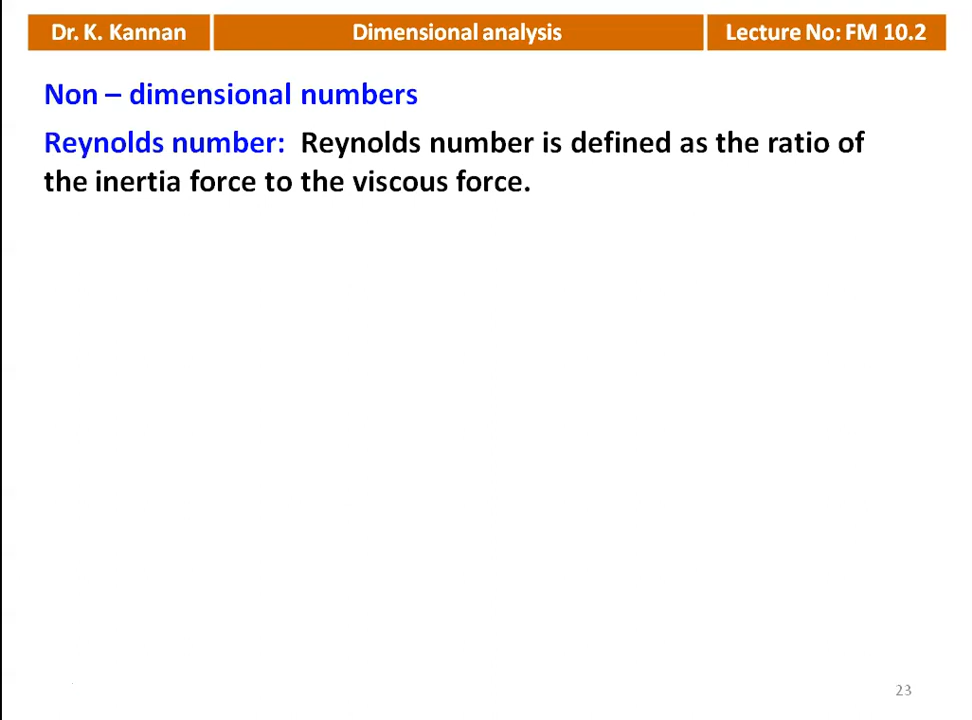 Dr. K. Kannan
Dimensional analysis
Lecture No: FM 10.2
Non – dimensional numbers
Reynolds number: Reynolds number is defined as the ratio of
the inertia force to the viscous force.
23